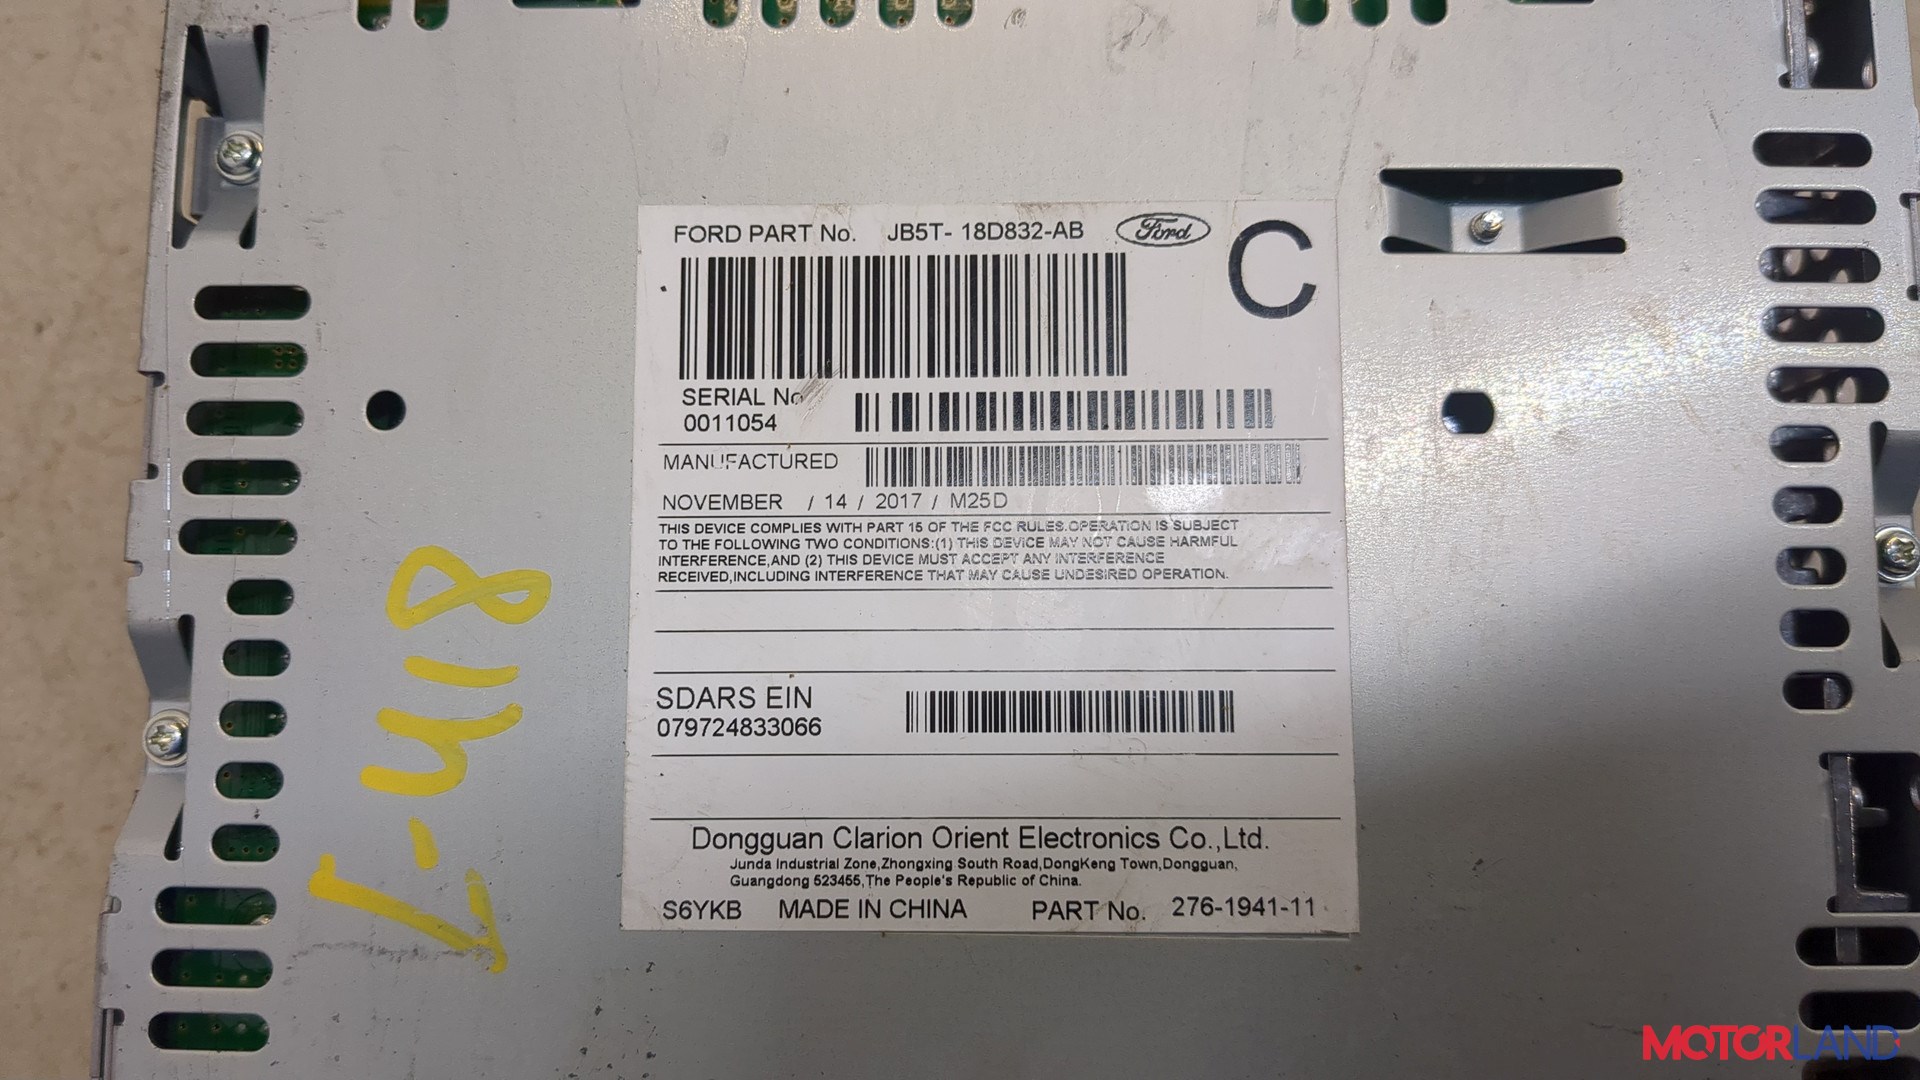 FORD PART No. JB5T- 18D832-AB Ford
C
SERIAL No
0011054
MANUFACTURED
NOVEMBER / 14 / 2017 / M25D
THIS DEVICE COMPLIES WITH PART 15 OF THE FCC RULES.OPERATION IS SUBJECT
TO THE FOLLOWING TWO CONDITIONS:(1) THIS DEVICE MAY NOT CAUSE HARMFUL
INTERFERENCE,AND (2) THIS DEVICE MUST ACCEPT ANY INTERFERENCE
RECEIVED,INCLUDING INTERFERENCE THAT MAY CAUSE UNDESIRED OPERATION.
SDARS EIN
079724833066
Dongguan Clarion Orient Electronics Co.,Ltd.
Junda Industrial Zone,Zhongxing South Road,DongKeng Town,Dongguan,
Guangdong 523455,The People's Republic of China.
S6YKB MADE IN CHINA PART No. 276-1941-11
MOTORLAND